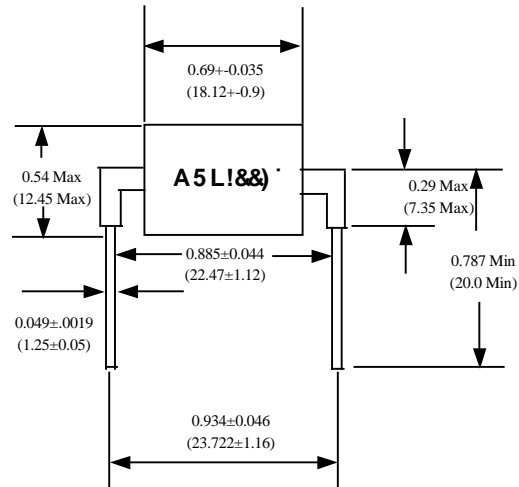 0.69+-0.035
(18.12+-0.9)
0.54 Max
(12.45 Max)
A5L!&&) ˙
0.29 Max
(7.35 Max)
0.885±0.044
(22.47±1.12)
0.787 Min
(20.0 Min)
0.049±.0019
(1.25±0.05)
0.934±0.046
(23.722±1.16)